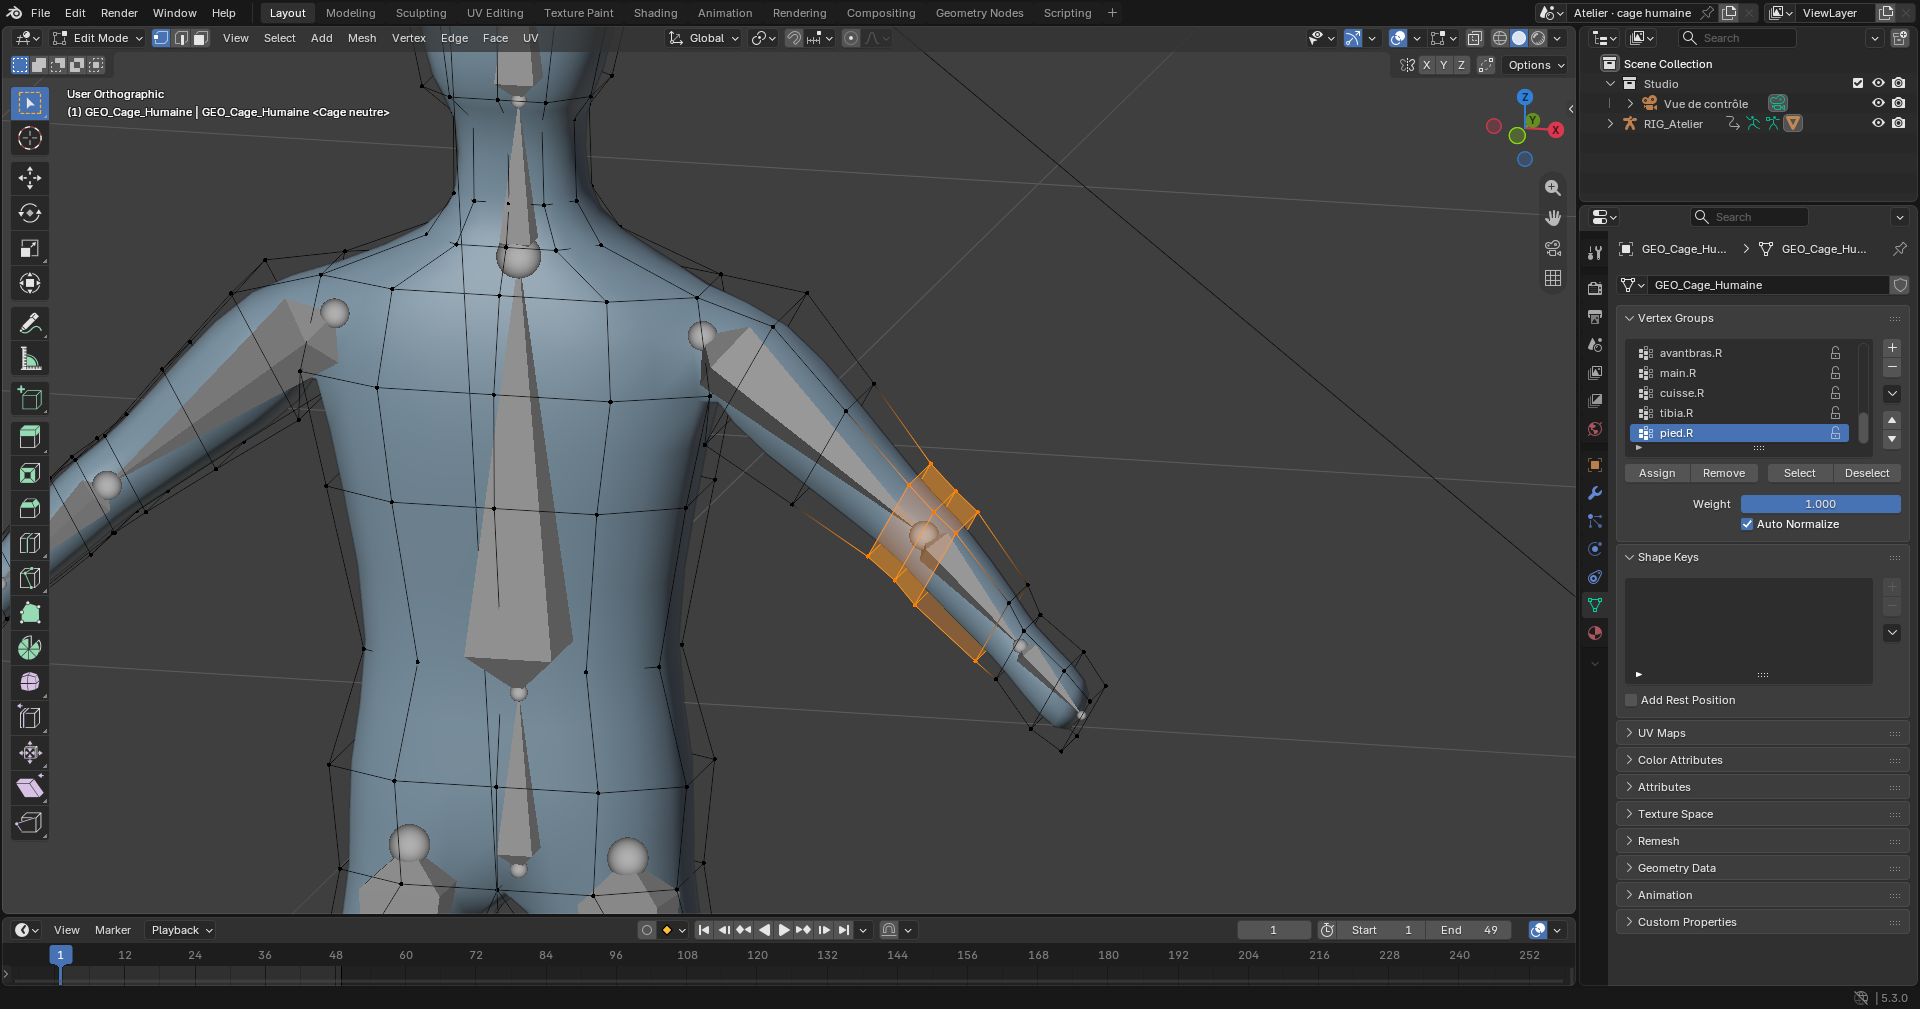 File Edit Render Window Help Layout Modeling Sculpting UV Editing Texture Paint Shading Animation Rendering Compositing Geometry Nodes Scripting + Atelier · cage humaine ViewLayer
Edit Mode View Select Add Mesh Vertex Edge Face UV Global Search
X Y Z Options
Scene Collection
Studio
Vue de contrôle
RIG_Atelier
User Orthographic
(1) GEO_Cage_Humaine | GEO_Cage_Humaine <Cage neutre>
Z
Y
X
Search
GEO_Cage_Hu... GEO_Cage_Hu...
GEO_Cage_Humaine
Vertex Groups
avantbras.R
main.R
cuisse.R
tibia.R
pied.R
Assign Remove Select Deselect
Weight 1.000
Auto Normalize
Shape Keys
Add Rest Position
UV Maps
Color Attributes
Attributes
Texture Space
Remesh
Geometry Data
Animation
Custom Properties
View Marker Playback 1 Start 1 End 49
1 12 24 36 48 60 72 84 96 108 120 132 144 156 168 180 192 204 216 228 240 252
5.3.0